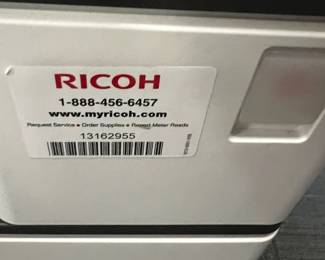 RICOH
1-888-456-6457
www.myricoh.com
Request Service • Order Supplies • Report Meter Reads
13162955